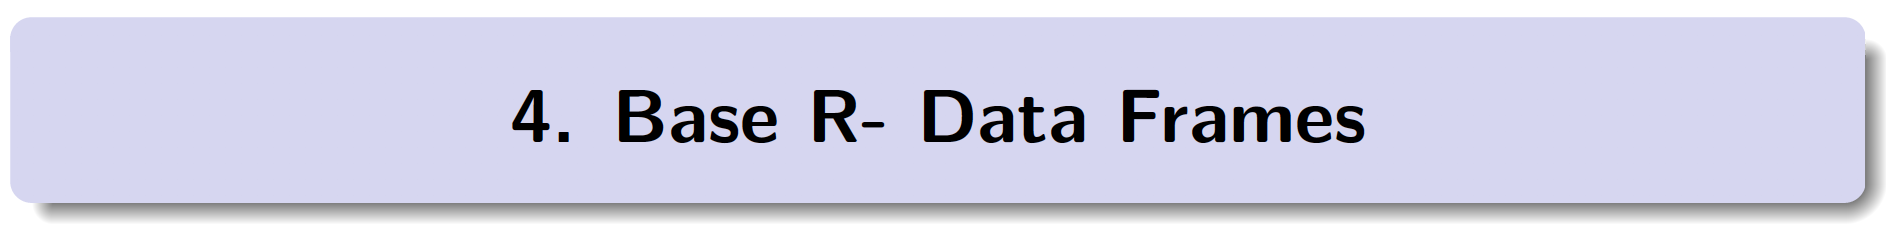 4. Base R- Data Frames